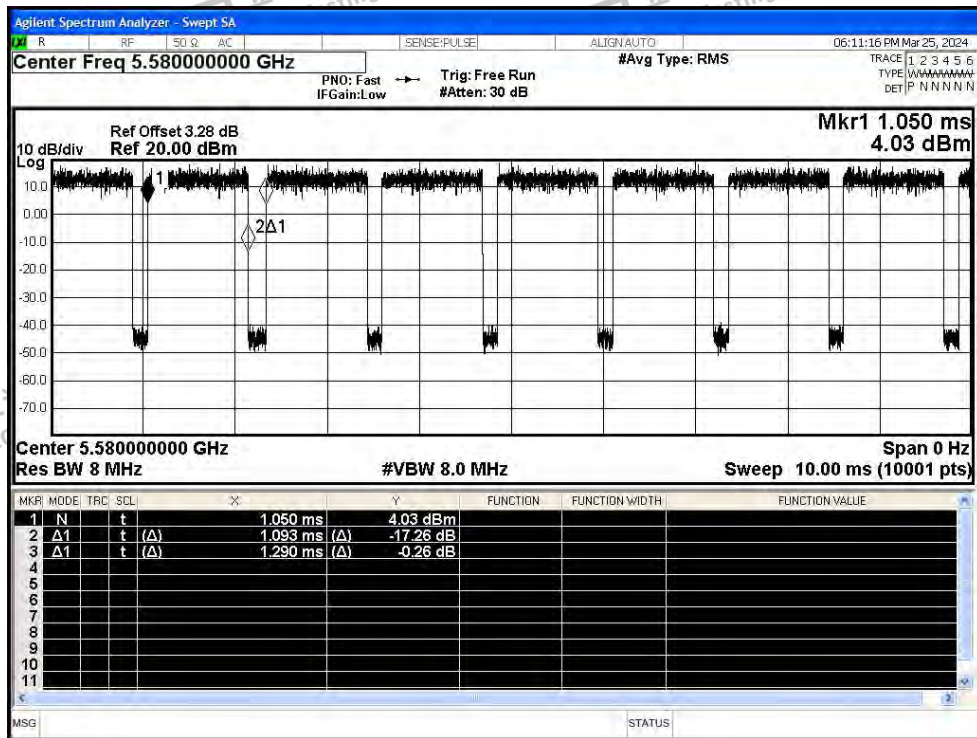 Agilent Spectrum Analyzer - Swept SA
LXI R RF 50 Ω AC SENSE:PULSE ALIGN AUTO 06:11:16 PM Mar 25, 2024
Center Freq 5.580000000 GHz #Avg Type: RMS TRACE 1 2 3 4 5 6
PNO: Fast Trig: Free Run TYPE WWWWWW
IFGain:Low #Atten: 30 dB DET P N N N N N
Mkr1 1.050 ms
Ref Offset 3.28 dB
10 dB/div Ref 20.00 dBm 4.03 dBm
Log
1
10.0
0.00
2Δ1
-10.0
-20.0
-30.0
-40.0
-50.0
-60.0
-70.0
Center 5.580000000 GHz Span 0 Hz
Res BW 8 MHz #VBW 8.0 MHz Sweep 10.00 ms (10001 pts)
MKR MODE TRC SCL X Y FUNCTION FUNCTION WIDTH FUNCTION VALUE
1 N t 1.050 ms 4.03 dBm
2 Δ1 t (Δ) 1.093 ms (Δ) -17.26 dB
3 Δ1 t (Δ) 1.290 ms (Δ) -0.26 dB
4
5
6
7
8
9
10
11
MSG STATUS